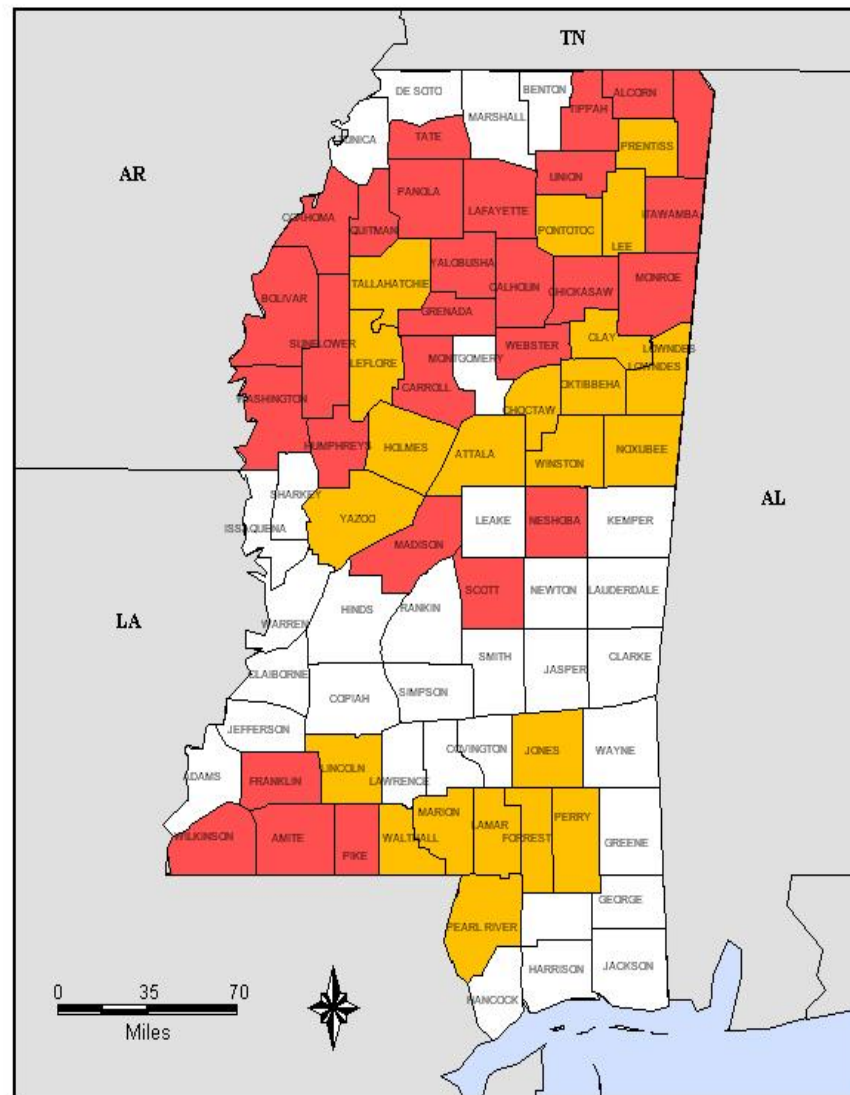 TN
DE SOTO
BENTON
ALCORN
TIPPAH
MARSHALL
TUNICA
TATE
PRENTISS
AR
UNION
PANOLA
LAFAYETTE
COAHOMA
ITAWAMBA
QUITMAN
PONTOTOC
LEE
YALOBUSHA
TALLAHATCHIE
CALHOUN
CHICKASAW
MONROE
BOLIVAR
GRENADA
SUNFLOWER
CLAY
LOWNDES
WEBSTER
MONTGOMERY
LEFLORE
LOWNDES
CARROLL
OKTIBBEHA
WASHINGTON
CHOCTAW
HUMPHREYS
HOLMES
ATTALA
NOXUBEE
WINSTON
SHARKEY
AL
YAZOO
LEAKE
NESHOBA
KEMPER
ISSAQUENA
MADISON
SCOTT
NEWTON
LAUDERDALE
HINDS
RANKIN
LA
WARREN
SMITH
CLARKE
JASPER
CLAIBORNE
SIMPSON
COPIAH
JEFFERSON
COVINGTON
JONES
WAYNE
LINCOLN
ADAMS
FRANKLIN
LAWRENCE
MARION
PERRY
LAMAR
WILKINSON
AMITE
WALTHALL
FORREST
GREENE
PIKE
GEORGE
PEARL RIVER
HARRISON
JACKSON
HANCOCK
0 35 70
Miles